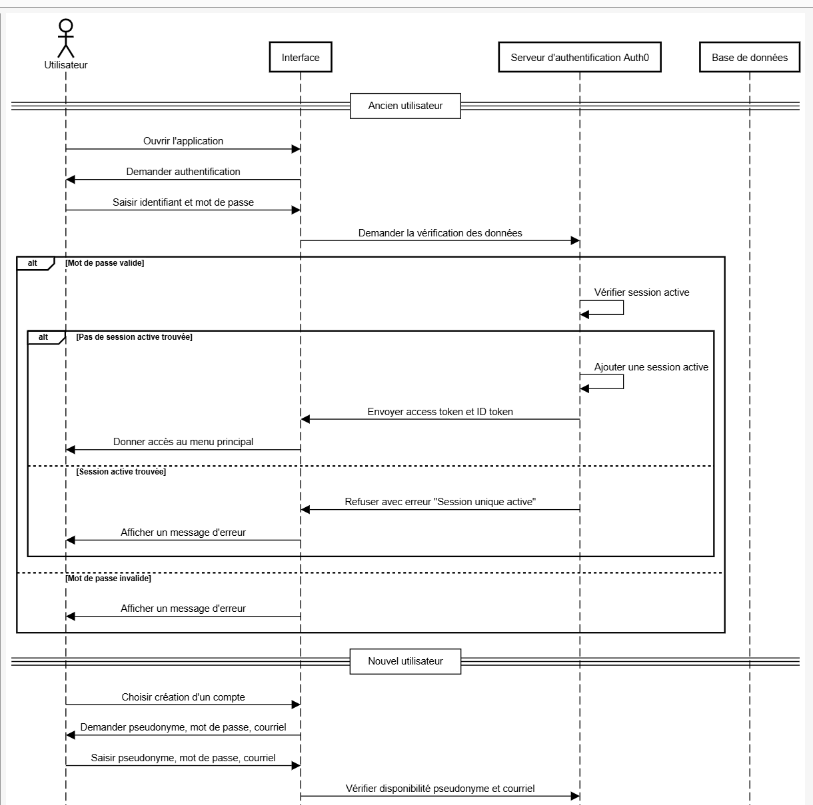 Utilisateur
Interface
Serveur d'authentification Auth0
Base de données
Ancien utilisateur
Ouvrir l'application
Demander authentification
Saisir identifiant et mot de passe
Demander la vérification des données
alt [Mot de passe valide]
Vérifier session active
alt [Pas de session active trouvée]
Ajouter une session active
Envoyer access token et ID token
Donner accès au menu principal
[Session active trouvée]
Refuser avec erreur "Session unique active"
Afficher un message d'erreur
[Mot de passe invalide]
Afficher un message d'erreur
Nouvel utilisateur
Choisir création d'un compte
Demander pseudonyme, mot de passe, courriel
Saisir pseudonyme, mot de passe, courriel
Vérifier disponibilité pseudonyme et courriel